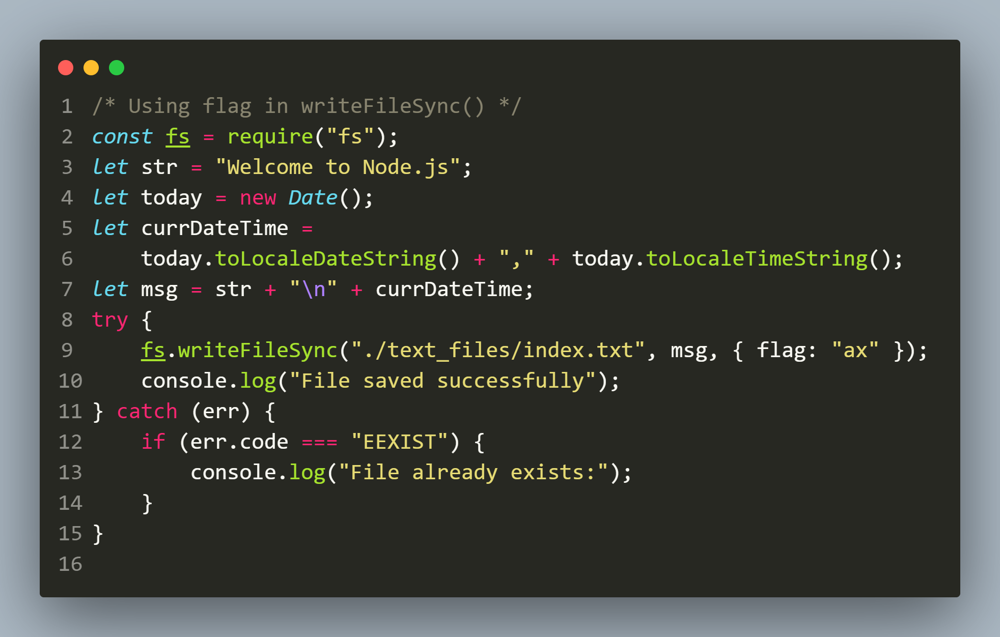 1 /* Using flag in writeFileSync() */
2 const fs = require("fs");
3 let str = "Welcome to Node.js";
4 let today = new Date();
5 let currDateTime =
6     today.toLocaleDateString() + "," + today.toLocaleTimeString();
7 let msg = str + "\n" + currDateTime;
8 try {
9     fs.writeFileSync("./text_files/index.txt", msg, { flag: "ax" });
10     console.log("File saved successfully");
11 } catch (err) {
12     if (err.code === "EEXIST") {
13         console.log("File already exists:");
14     }
15 }
16